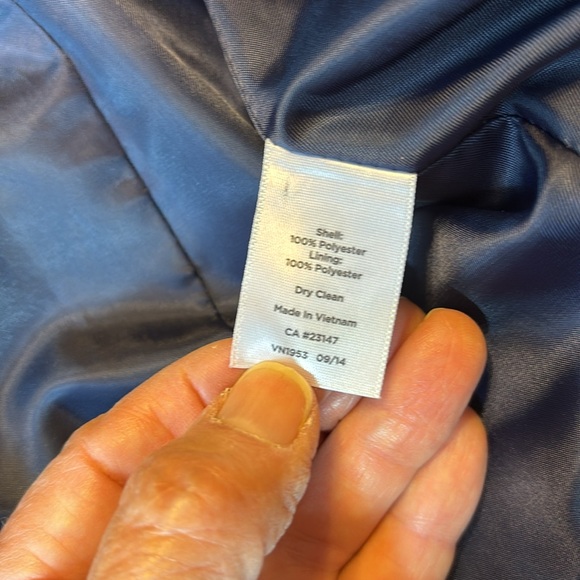 Shell:
100% Polyester
Lining:
100% Polyester
Dry Clean
Made in Vietnam
CA #23147
VN1953 09/14